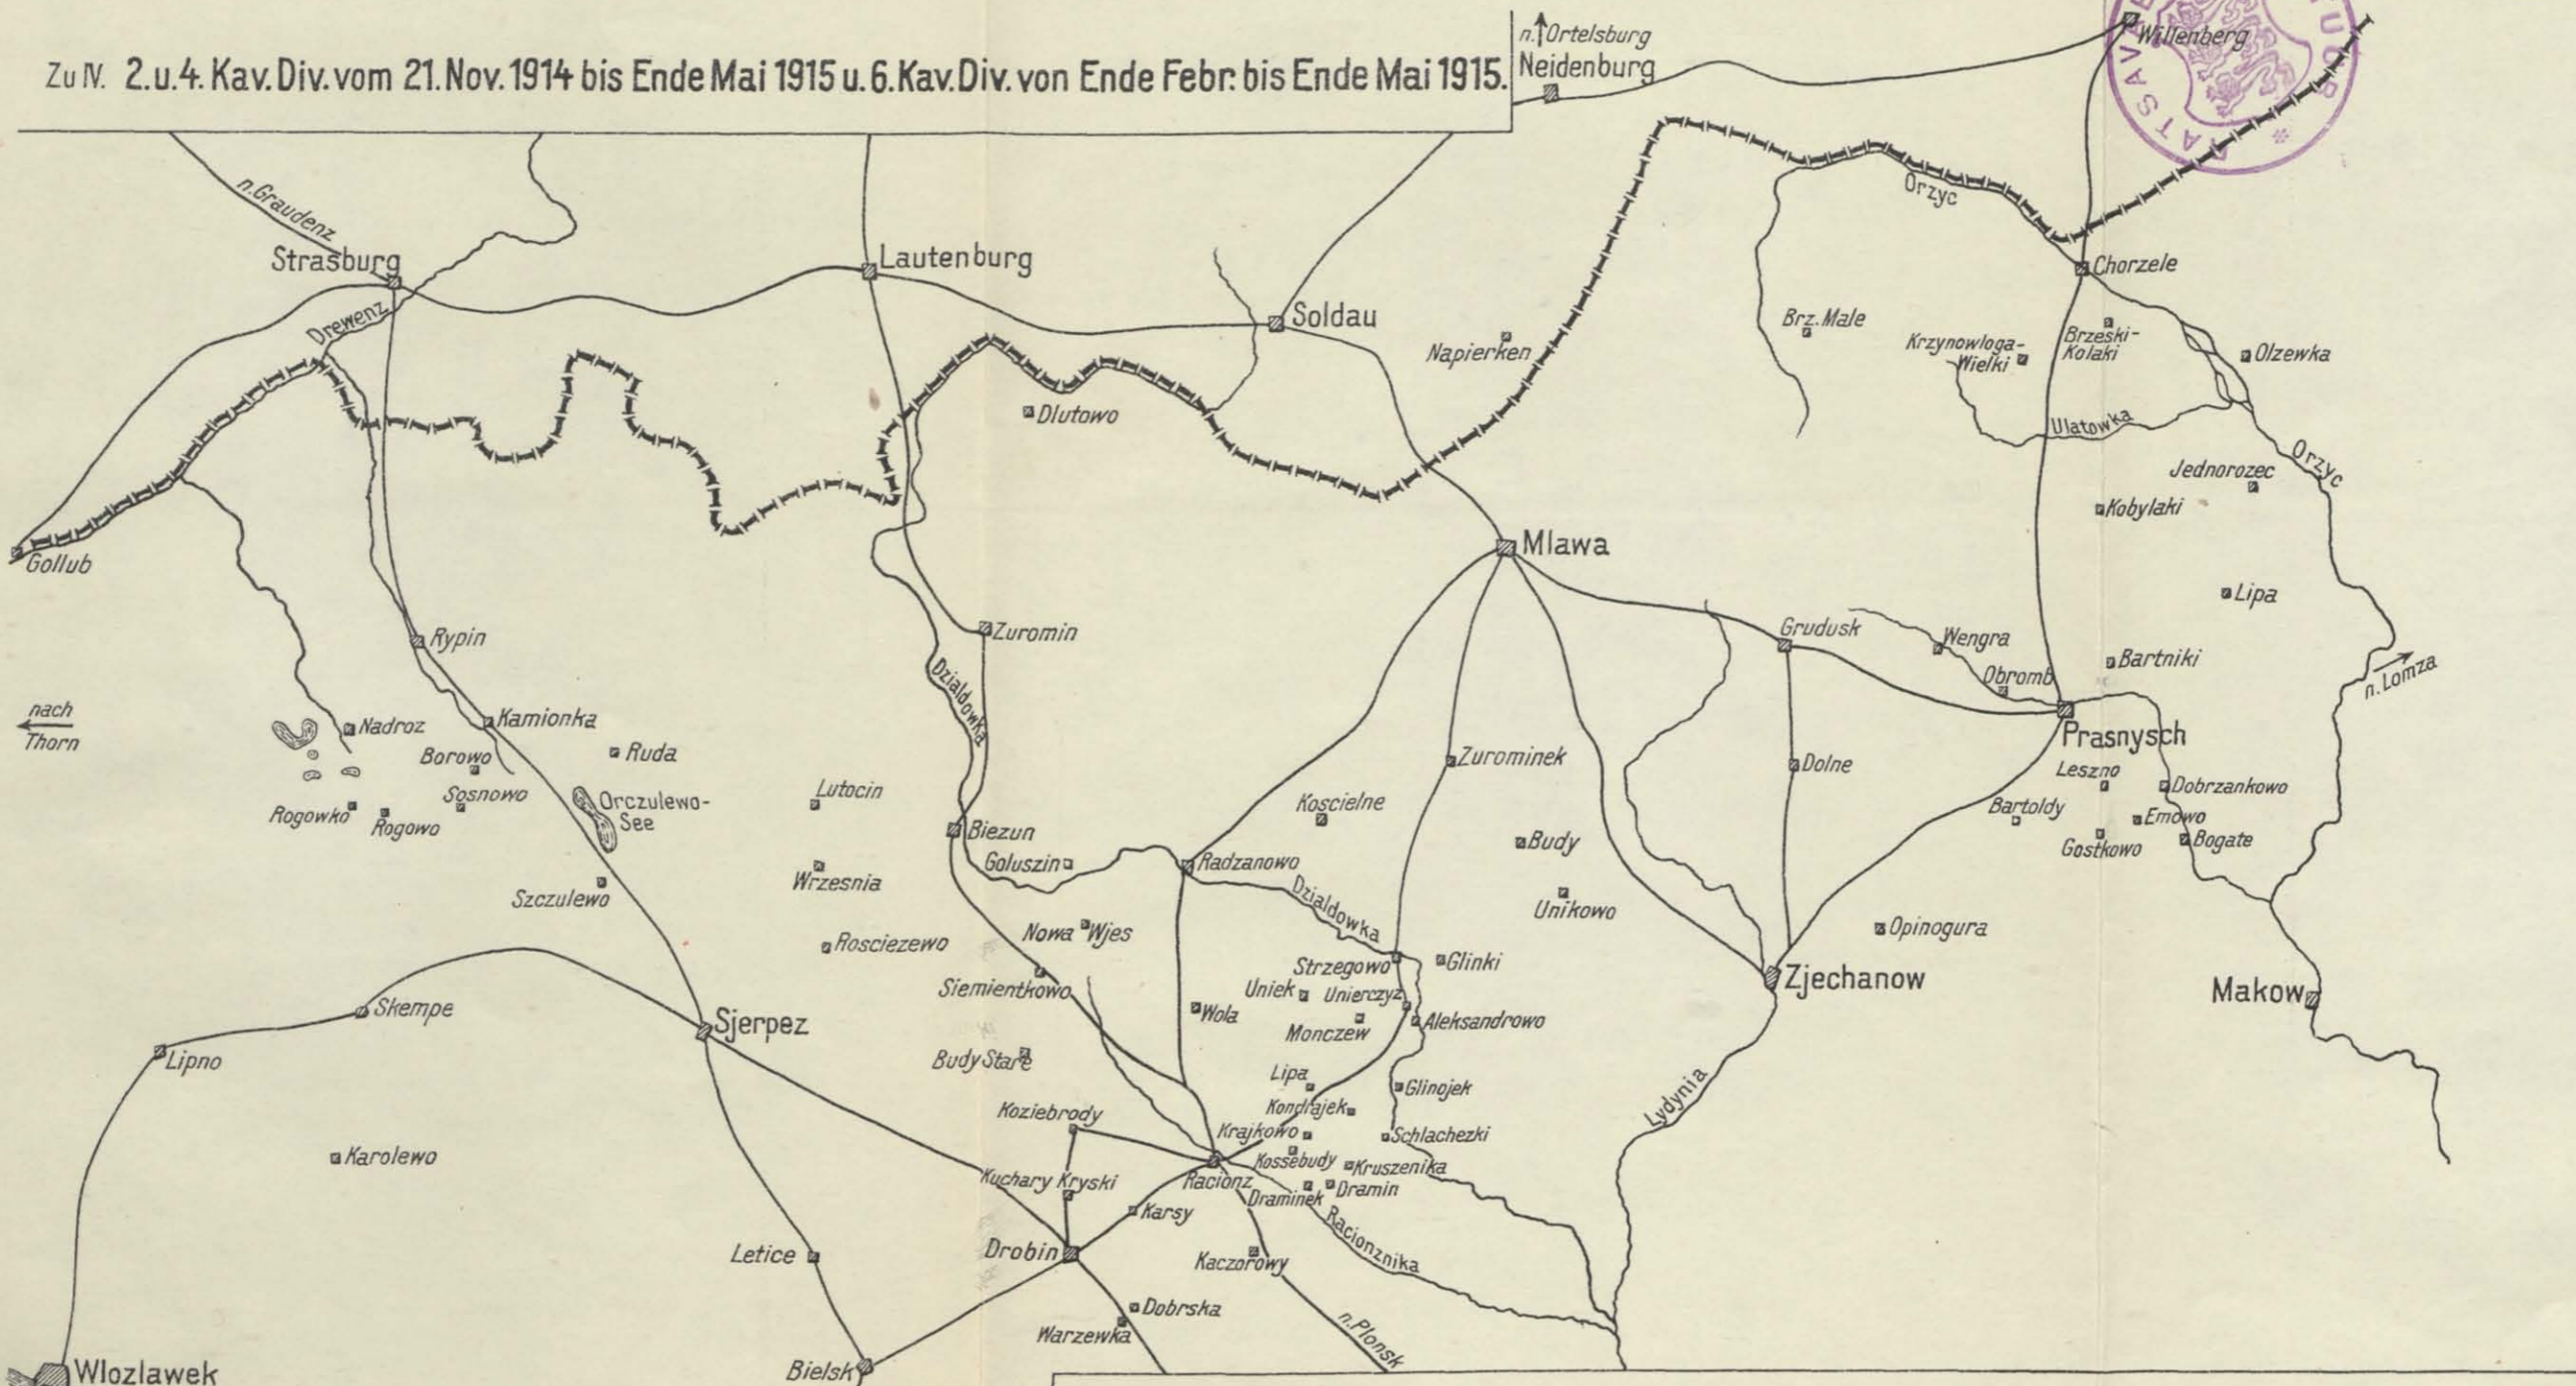 Zu IV. 2.u.4. Kav. Div. vom 21. Nov. 1914 bis Ende Mai 1915 u. 6. Kav. Div. von Ende Febr. bis Ende Mai 1915.
n. Ortelsburg
Neidenburg
Willenberg
n. Graudenz
Strasburg
Drewenz
Lautenburg
Soldau
Orzyc
Chorzele
Napierken
Brz. Male
Krzynowloga-
Wielki
Brzeski-
Kolaki
Olzewka
Dlutowo
Ulatowka
Orzyc
Jednorozec
Kobylaki
Gollub
Mlawa
Lipa
Rypin
Zuromin
Grudusk
Wengra
Obromb
Bartniki
n. Lomza
Dzialdowka
nach
Thorn
Nadroz
Kamionka
Borowo
Ruda
Prasnysch
Zurominek
Dolne
Leszno
Dobrzankowo
Sosnowo
Orczulewo-
See
Lutocin
Koscielne
Bartoldy
Emowo
Rogowko
Rogowo
Biezun
Budy
Gostkowo
Bogate
Goluszin
Radzanowo
Wrzesnia
Szczulewo
Dzialdowka
Unikowo
Opinogura
Nowa Wjes
Rosciezewo
Strzegowo
Glinki
Zjechanow
Siemientkowo
Uniek
Unierczyz
Makow
Skempe
Sjerpez
Wola
Monczew
Aleksandrowo
Lipno
Budy Stare
Lipa
Glinojek
Koziebrody
Kondrajek
Lydynia
Krajkowo
Schlachezki
Karolewo
Kossebudy
Kruszenika
Kuchary Kryski
Racionz
Draminek
Dramin
Karsy
Racionznika
Letice
Drobin
Kaczorowy
Dobrska
Warzewka
n. Plonsk
Wlozlawek
Bielsk